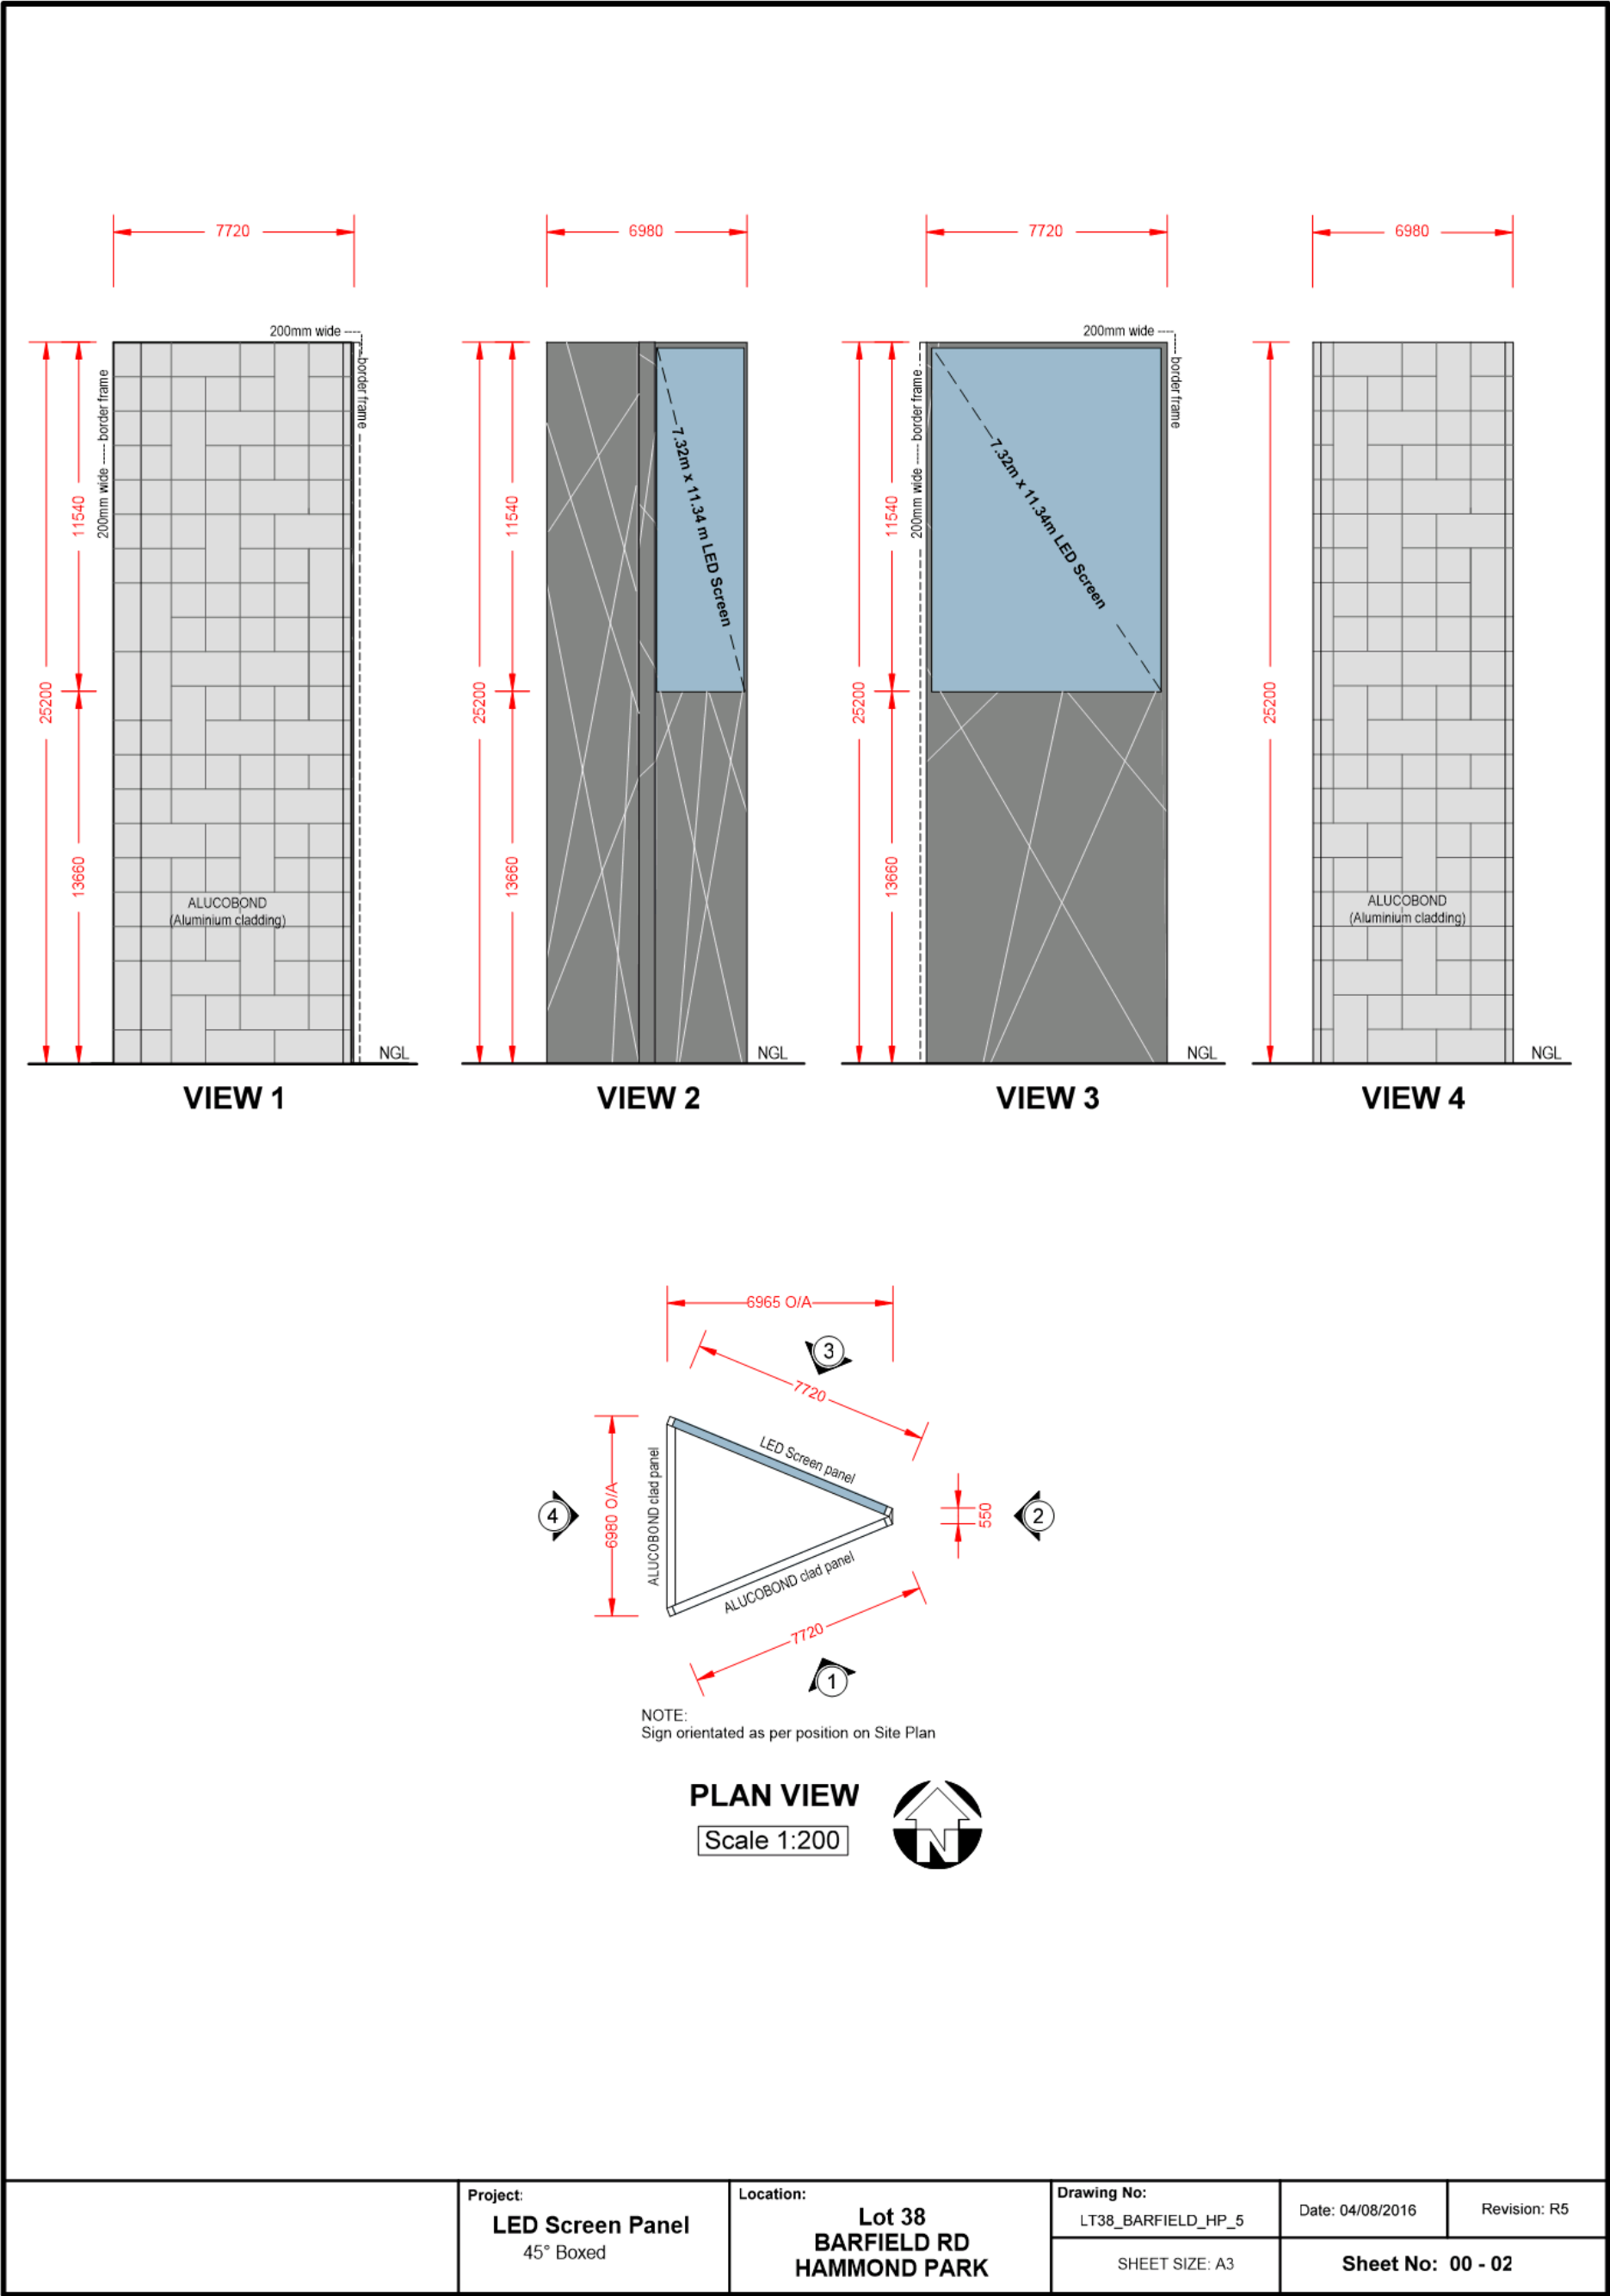 7720
6980
7720
6980
200mm wide
border frame
200mm wide
border frame
25200
11540
13660
ALUCOBOND
(Aluminium cladding)
NGL
VIEW 1
25200
11540
13660
7.32m x 11.34 m LED Screen
NGL
VIEW 2
200mm wide
border frame
200mm wide
border frame
25200
11540
13660
7.32m x 11.34m LED Screen
NGL
VIEW 3
25200
ALUCOBOND
(Aluminium cladding)
NGL
VIEW 4
6965 O/A
3
7720
LED Screen panel
ALUCOBOND clad panel
6980 O/A
4
550
2
ALUCOBOND clad panel
7720
1
NOTE:
Sign orientated as per position on Site Plan
PLAN VIEW
Scale 1:200
N
Project:
LED Screen Panel
45° Boxed
Location:
Lot 38
BARFIELD RD
HAMMOND PARK
Drawing No:
LT38_BARFIELD_HP_5
Date: 04/08/2016
Revision: R5
SHEET SIZE: A3
Sheet No: 00 - 02